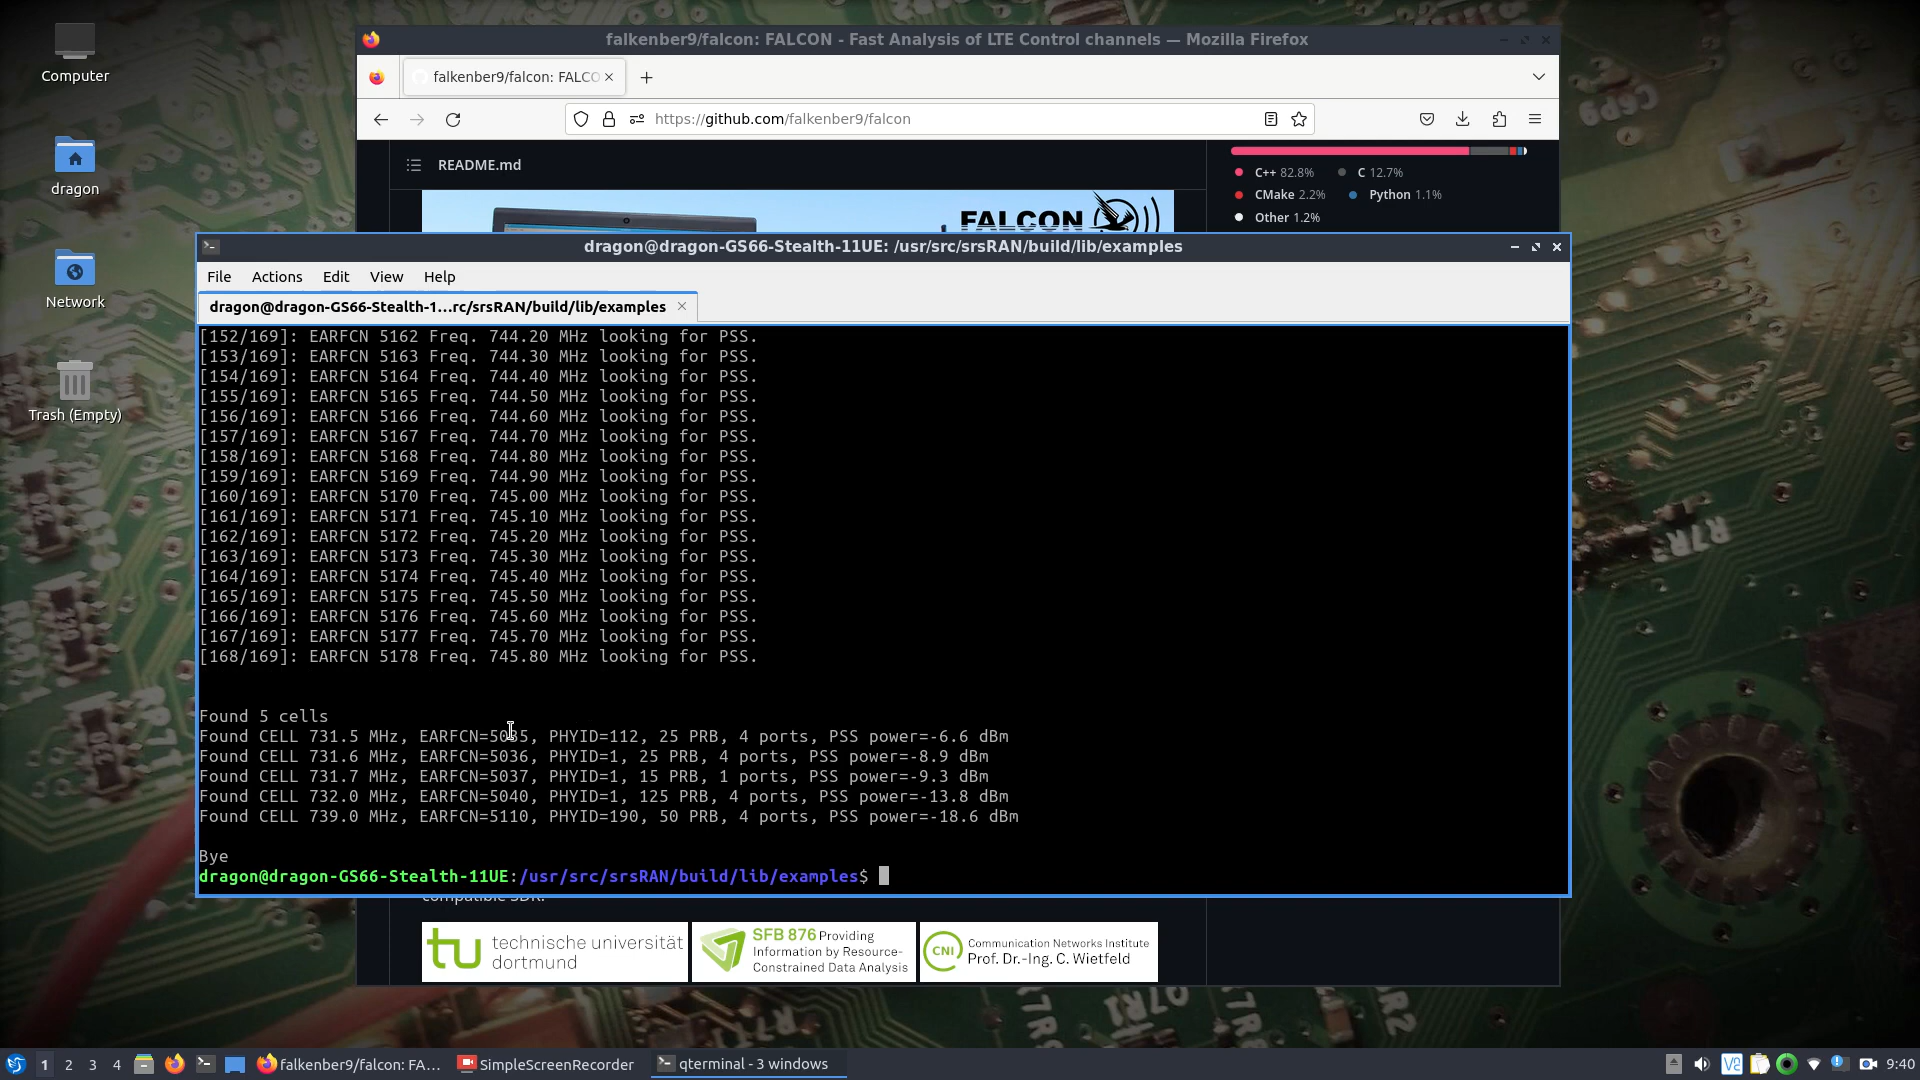 Computer
dragon
Network
Trash (Empty)
falkenber9/falcon: FALCON - Fast Analysis of LTE Control channels — Mozilla Firefox
falkenber9/falcon: FALCO
https://github.com/falkenber9/falcon
README.md
C++ 82.8% C 12.7%
CMake 2.2% Python 1.1%
Other 1.2%
FALCON
dragon@dragon-GS66-Stealth-11UE: /usr/src/srsRAN/build/lib/examples
File Actions Edit View Help
dragon@dragon-GS66-Stealth-1...rc/srsRAN/build/lib/examples
[152/169]: EARFCN 5162 Freq. 744.20 MHz looking for PSS.
[153/169]: EARFCN 5163 Freq. 744.30 MHz looking for PSS.
[154/169]: EARFCN 5164 Freq. 744.40 MHz looking for PSS.
[155/169]: EARFCN 5165 Freq. 744.50 MHz looking for PSS.
[156/169]: EARFCN 5166 Freq. 744.60 MHz looking for PSS.
[157/169]: EARFCN 5167 Freq. 744.70 MHz looking for PSS.
[158/169]: EARFCN 5168 Freq. 744.80 MHz looking for PSS.
[159/169]: EARFCN 5169 Freq. 744.90 MHz looking for PSS.
[160/169]: EARFCN 5170 Freq. 745.00 MHz looking for PSS.
[161/169]: EARFCN 5171 Freq. 745.10 MHz looking for PSS.
[162/169]: EARFCN 5172 Freq. 745.20 MHz looking for PSS.
[163/169]: EARFCN 5173 Freq. 745.30 MHz looking for PSS.
[164/169]: EARFCN 5174 Freq. 745.40 MHz looking for PSS.
[165/169]: EARFCN 5175 Freq. 745.50 MHz looking for PSS.
[166/169]: EARFCN 5176 Freq. 745.60 MHz looking for PSS.
[167/169]: EARFCN 5177 Freq. 745.70 MHz looking for PSS.
[168/169]: EARFCN 5178 Freq. 745.80 MHz looking for PSS.
Found 5 cells
Found CELL 731.5 MHz, EARFCN=5035, PHYID=112, 25 PRB, 4 ports, PSS power=-6.6 dBm
Found CELL 731.6 MHz, EARFCN=5036, PHYID=1, 25 PRB, 4 ports, PSS power=-8.9 dBm
Found CELL 731.7 MHz, EARFCN=5037, PHYID=1, 15 PRB, 1 ports, PSS power=-9.3 dBm
Found CELL 732.0 MHz, EARFCN=5040, PHYID=1, 125 PRB, 4 ports, PSS power=-13.8 dBm
Found CELL 739.0 MHz, EARFCN=5110, PHYID=190, 50 PRB, 4 ports, PSS power=-18.6 dBm
Bye
dragon@dragon-GS66-Stealth-11UE:/usr/src/srsRAN/build/lib/examples$
compatible SDR.
tu technische universität
dortmund
SFB 876 Providing
Information by Resource-
Constrained Data Analysis
CNI Communication Networks Institute
Prof. Dr.-Ing. C. Wietfeld
1 2 3 4 falkenber9/falcon: FA... SimpleScreenRecorder qterminal - 3 windows 9:40